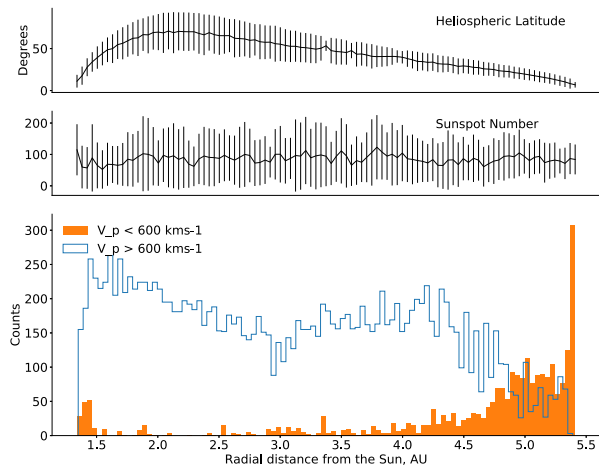 Heliospheric Latitude
Degrees
50
0
Sunspot Number
200
100
0
V_p < 600 kms-1
V_p > 600 kms-1
Counts
300
250
200
150
100
50
0
1.5 2.0 2.5 3.0 3.5 4.0 4.5 5.0 5.5
Radial distance from the Sun, AU